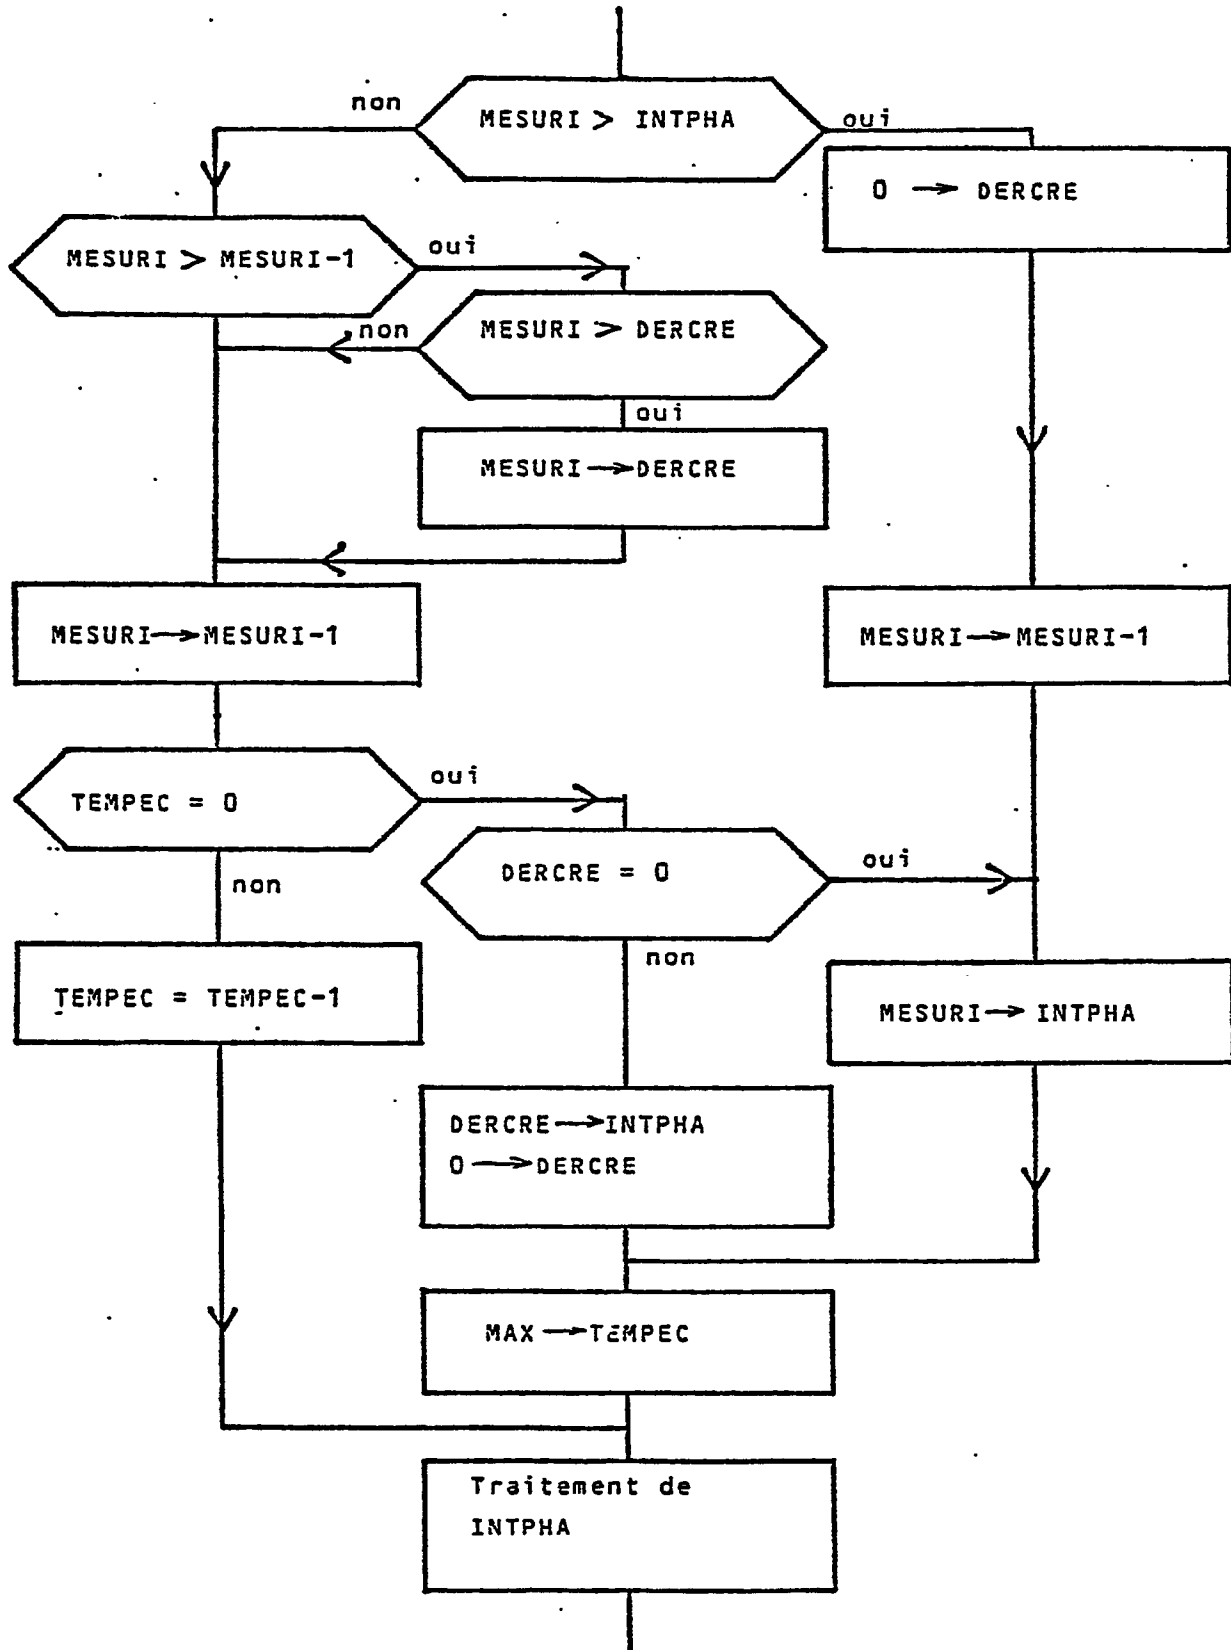 non
MESURI > INTPHA
oui
0 → DERCRE
MESURI > MESURI-1
oui
non
MESURI > DERCRE
oui
MESURI → DERCRE
MESURI → MESURI-1
MESURI → MESURI-1
TEMPEC = 0
oui
DERCRE = 0
oui
non
non
TEMPEC = TEMPEC-1
MESURI → INTPHA
DERCRE → INTPHA
0 → DERCRE
MAX → TEMPEC
Traitement de
INTPHA